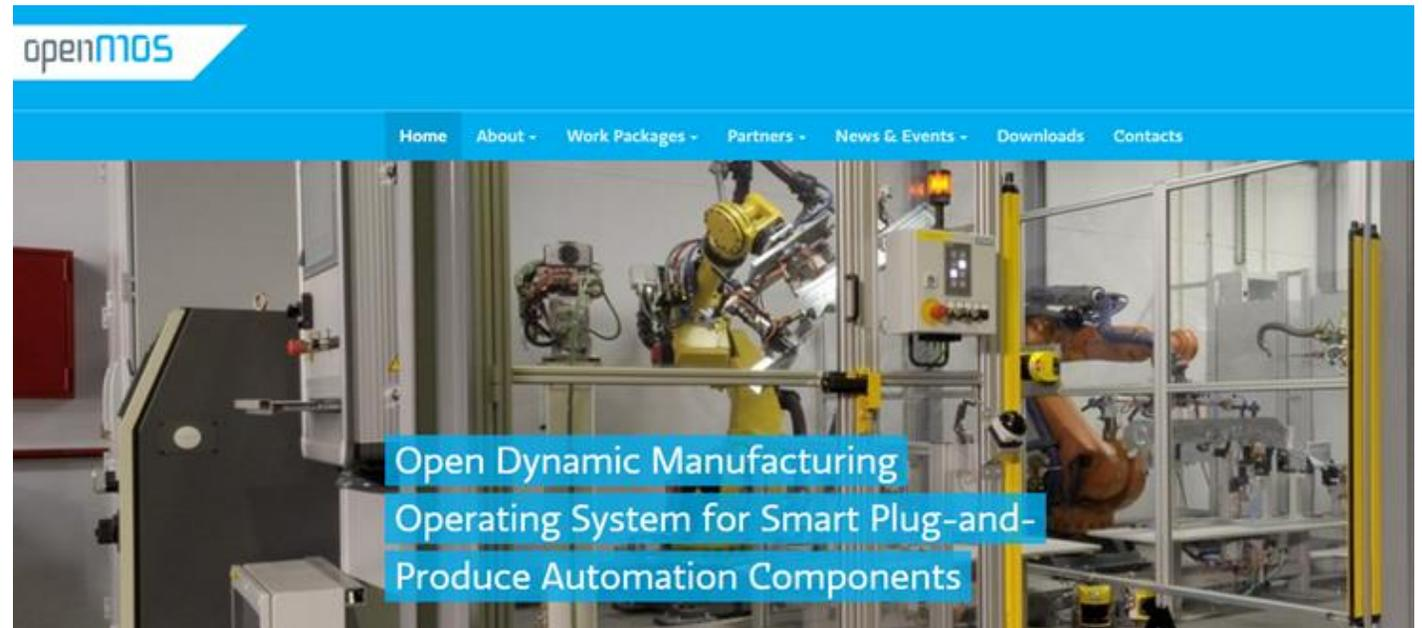 openMOS
Home About Work Packages Partners News & Events Downloads Contacts
Open Dynamic Manufacturing
Operating System for Smart Plug-and-
Produce Automation Components